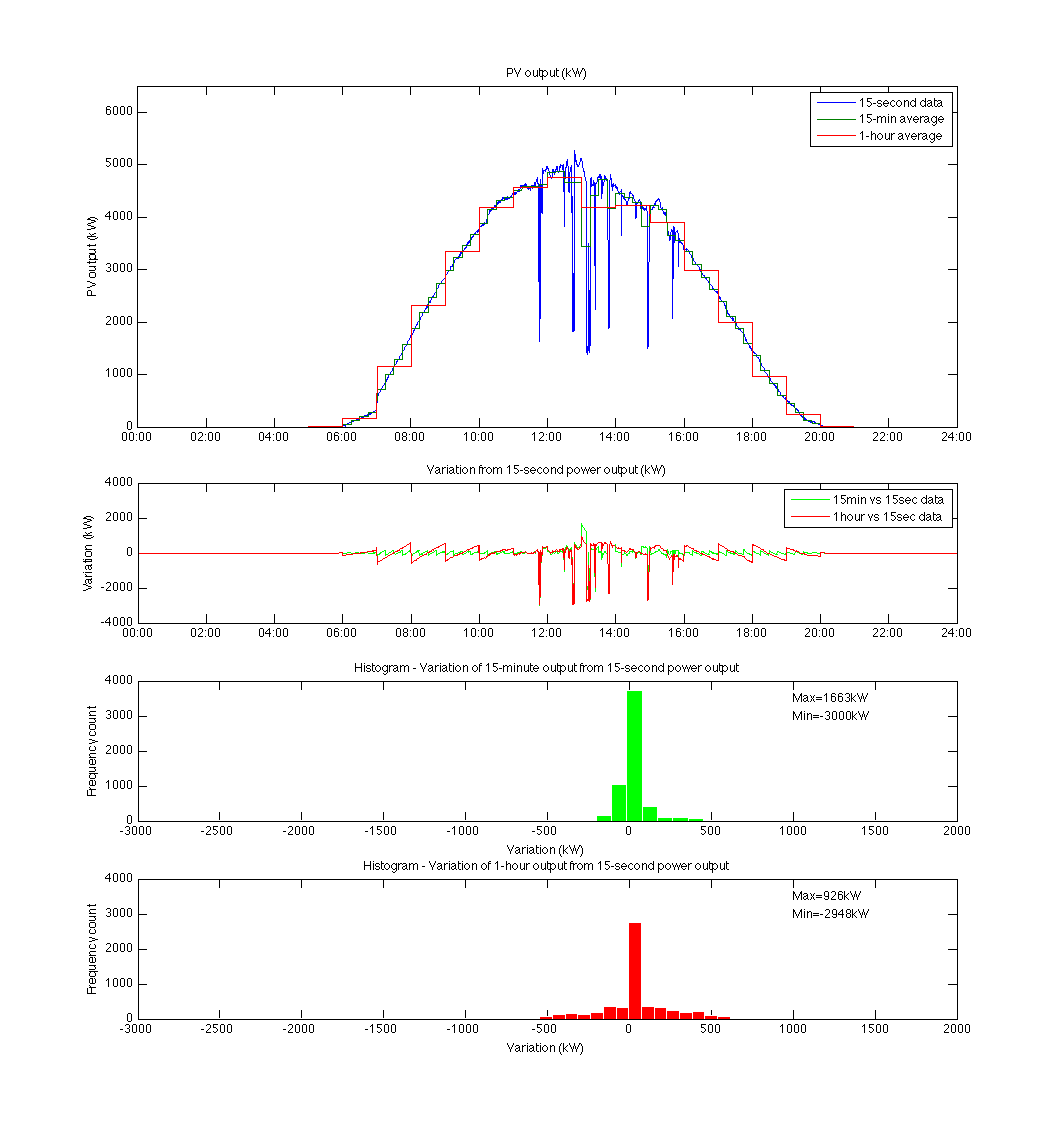 PV output (kW)
15-second data
15-min average
1-hour average
PV output (kW)
6000
5000
4000
3000
2000
1000
0
00:00 02:00 04:00 06:00 08:00 10:00 12:00 14:00 16:00 18:00 20:00 22:00 24:00
Variation from 15-second power output (kW)
15min vs 15sec data
1hour vs 15sec data
Variation (kW)
4000
2000
0
-2000
-4000
00:00 02:00 04:00 06:00 08:00 10:00 12:00 14:00 16:00 18:00 20:00 22:00 24:00
Histogram - Variation of 15-minute output from 15-second power output
Max=1663kW
Min=-3000kW
Frequency count
4000
3000
2000
1000
0
-3000 -2500 -2000 -1500 -1000 -500 0 500 1000 1500 2000
Variation (kW)
Histogram - Variation of 1-hour output from 15-second power output
Max=926kW
Min=-2948kW
Frequency count
4000
3000
2000
1000
0
-3000 -2500 -2000 -1500 -1000 -500 0 500 1000 1500 2000
Variation (kW)